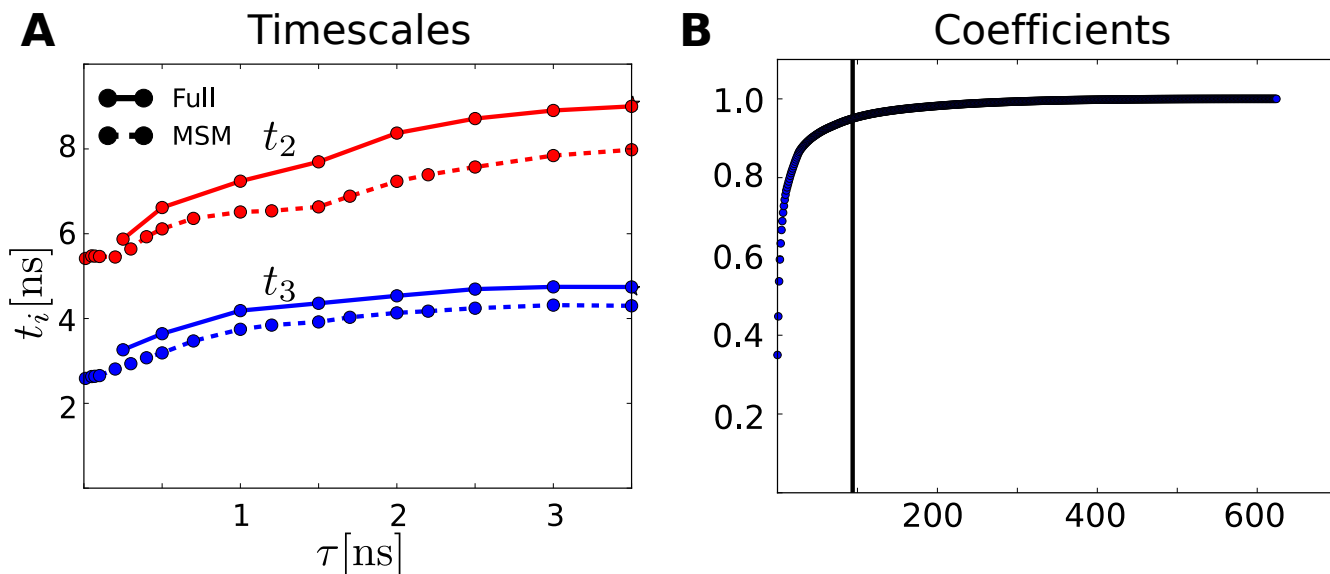 A Timescales
Full
MSM
t₂
t₃
tᵢ[ns]
8
6
4
2
1 2 3
τ[ns]
B Coefficients
1.0
0.8
0.6
0.4
0.2
200 400 600